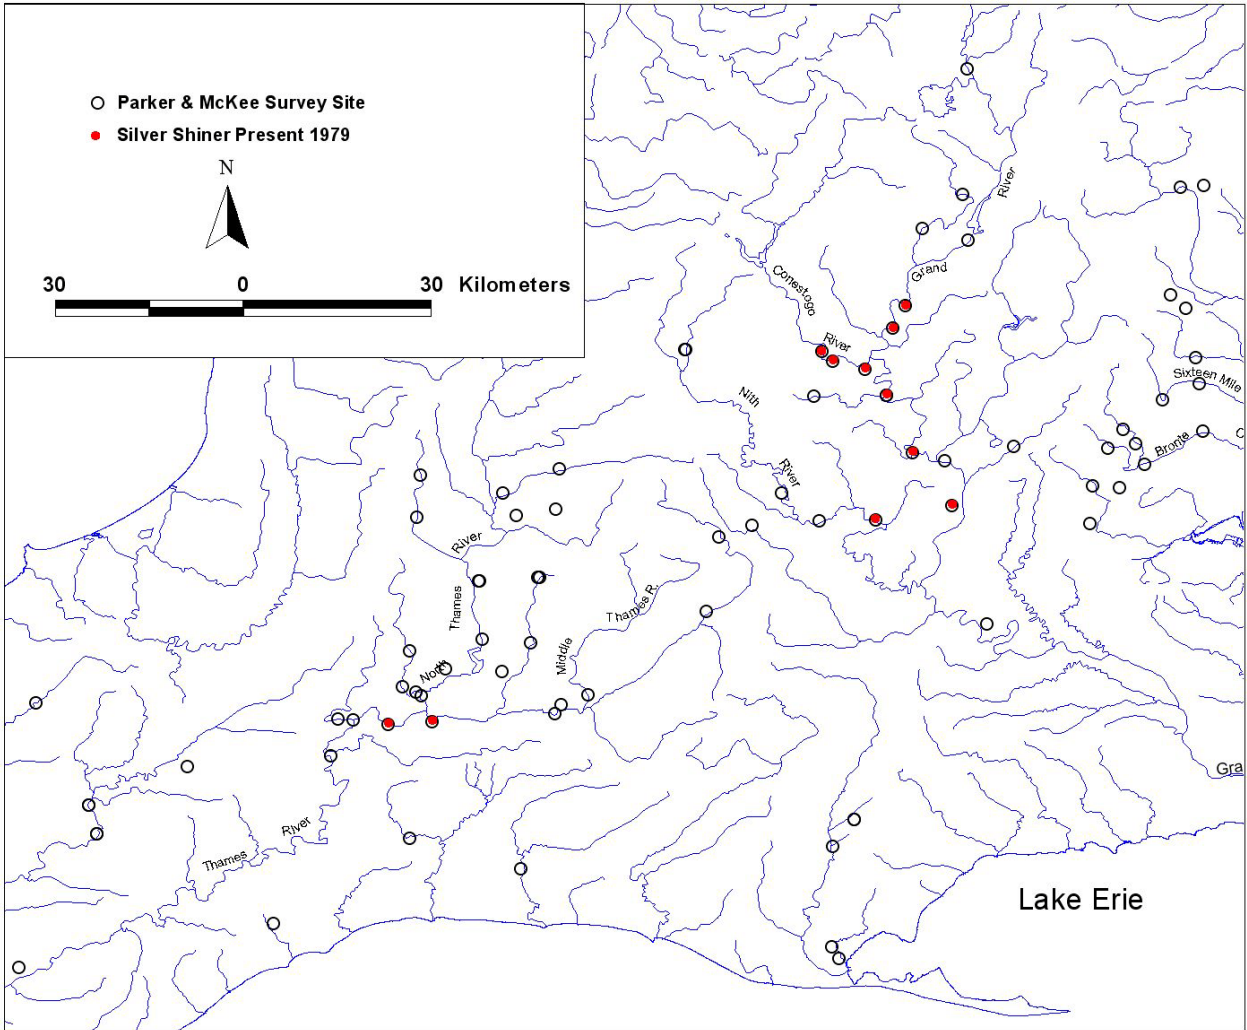 Parker & McKee Survey Site
Silver Shiner Present 1979
N
30 0 30 Kilometers
River
Grand
Conestogo
River
Sixteen Mile
Nith
Bronte
C
River
River
Thames
Thames R.
Middle
North
Gra
River
Thames
Lake Erie